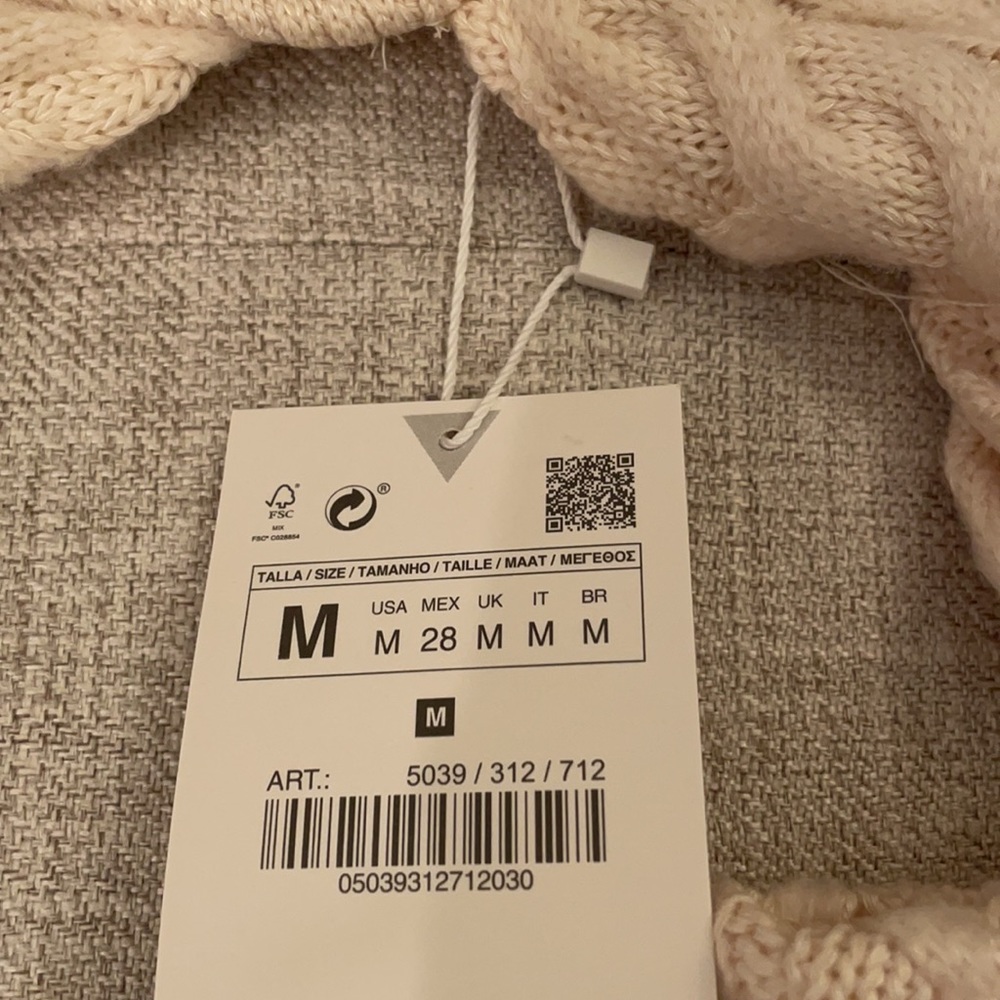 FSC®
MIX
FSC® C028854
®
TALLA / SIZE / TAMANHO / TAILLE / MAAT / ΜΕΓΕΘΟΣ
M
USA MEX UK IT BR
M 28 M M M
M
ART.: 5039 / 312 / 712
05039312712030